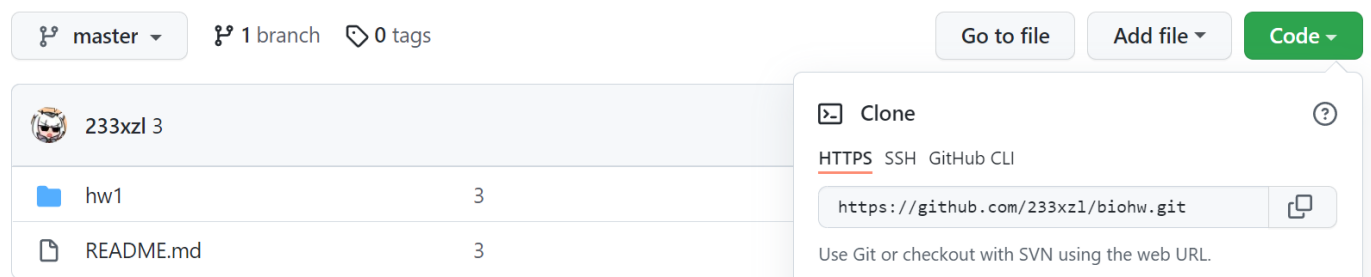 master 1 branch 0 tags Go to file Add file Code
233xzl 3
Clone
HTTPS SSH GitHub CLI
hw1 3
https://github.com/233xzl/biohw.git
README.md 3
Use Git or checkout with SVN using the web URL.